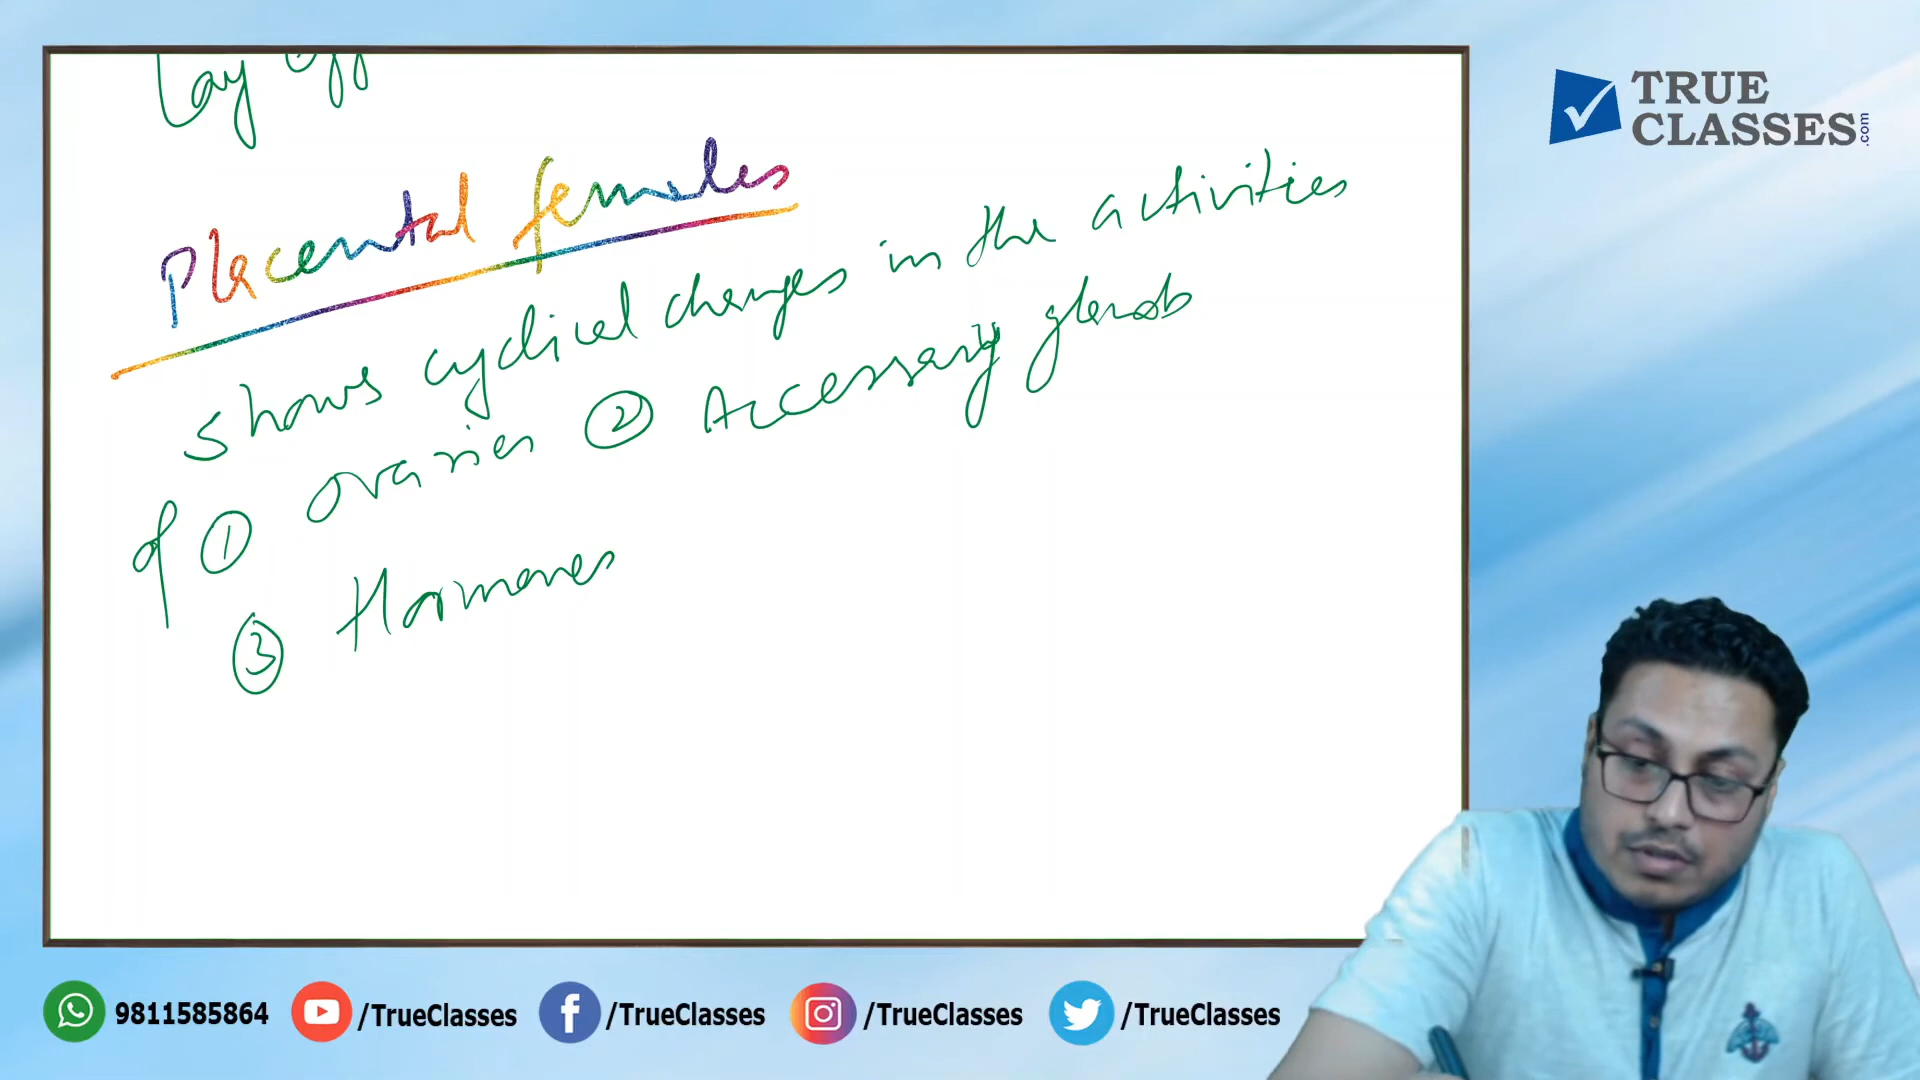 Lay
Placental females
shows cyclical changes in the activities
of ① ovaries ② Accessary glands
③ Hormones
TRUE
CLASSES.com
9811585864 /TrueClasses /TrueClasses /TrueClasses /TrueClasses